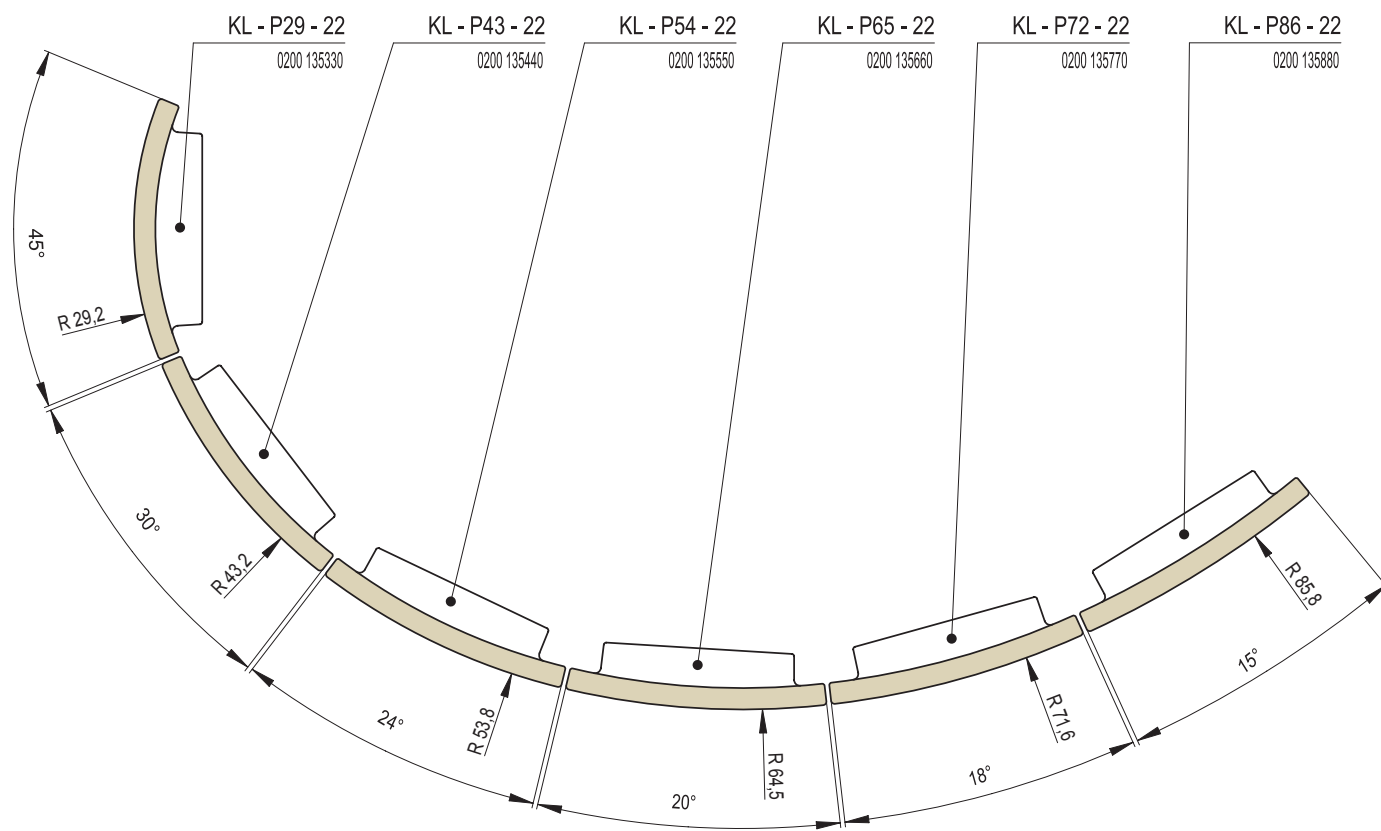 KL - P29 - 22
0200 135330
KL - P43 - 22
0200 135440
KL - P54 - 22
0200 135550
KL - P65 - 22
0200 135660
KL - P72 - 22
0200 135770
KL - P86 - 22
0200 135880
45°
R 29,2
30°
R 43,2
24°
R 53,8
20°
R 64,5
18°
R 71,6
15°
R 85,8